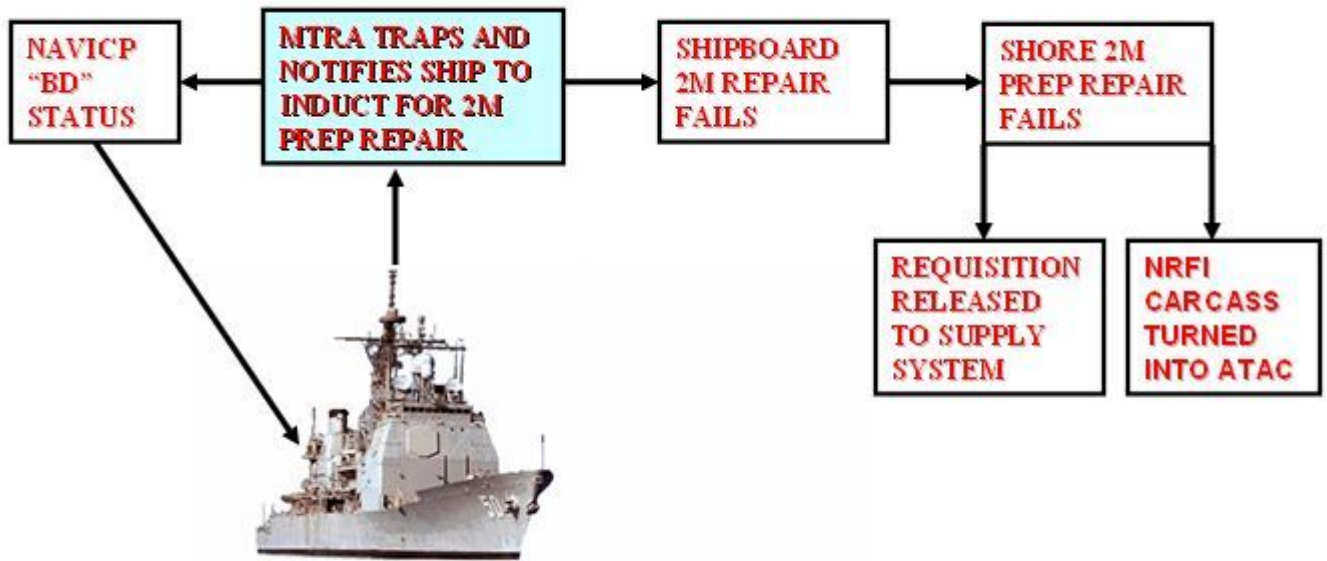 NAVICP
“BD”
STATUS
MTRA TRAPS AND
NOTIFIES SHIP TO
INDUCT FOR 2M
PREP REPAIR
SHIPBOARD
2M REPAIR
FAILS
SHORE 2M
PREP REPAIR
FAILS
REQUISITION
RELEASED
TO SUPPLY
SYSTEM
NRFI
CARCASS
TURNED
INTO ATAC
50